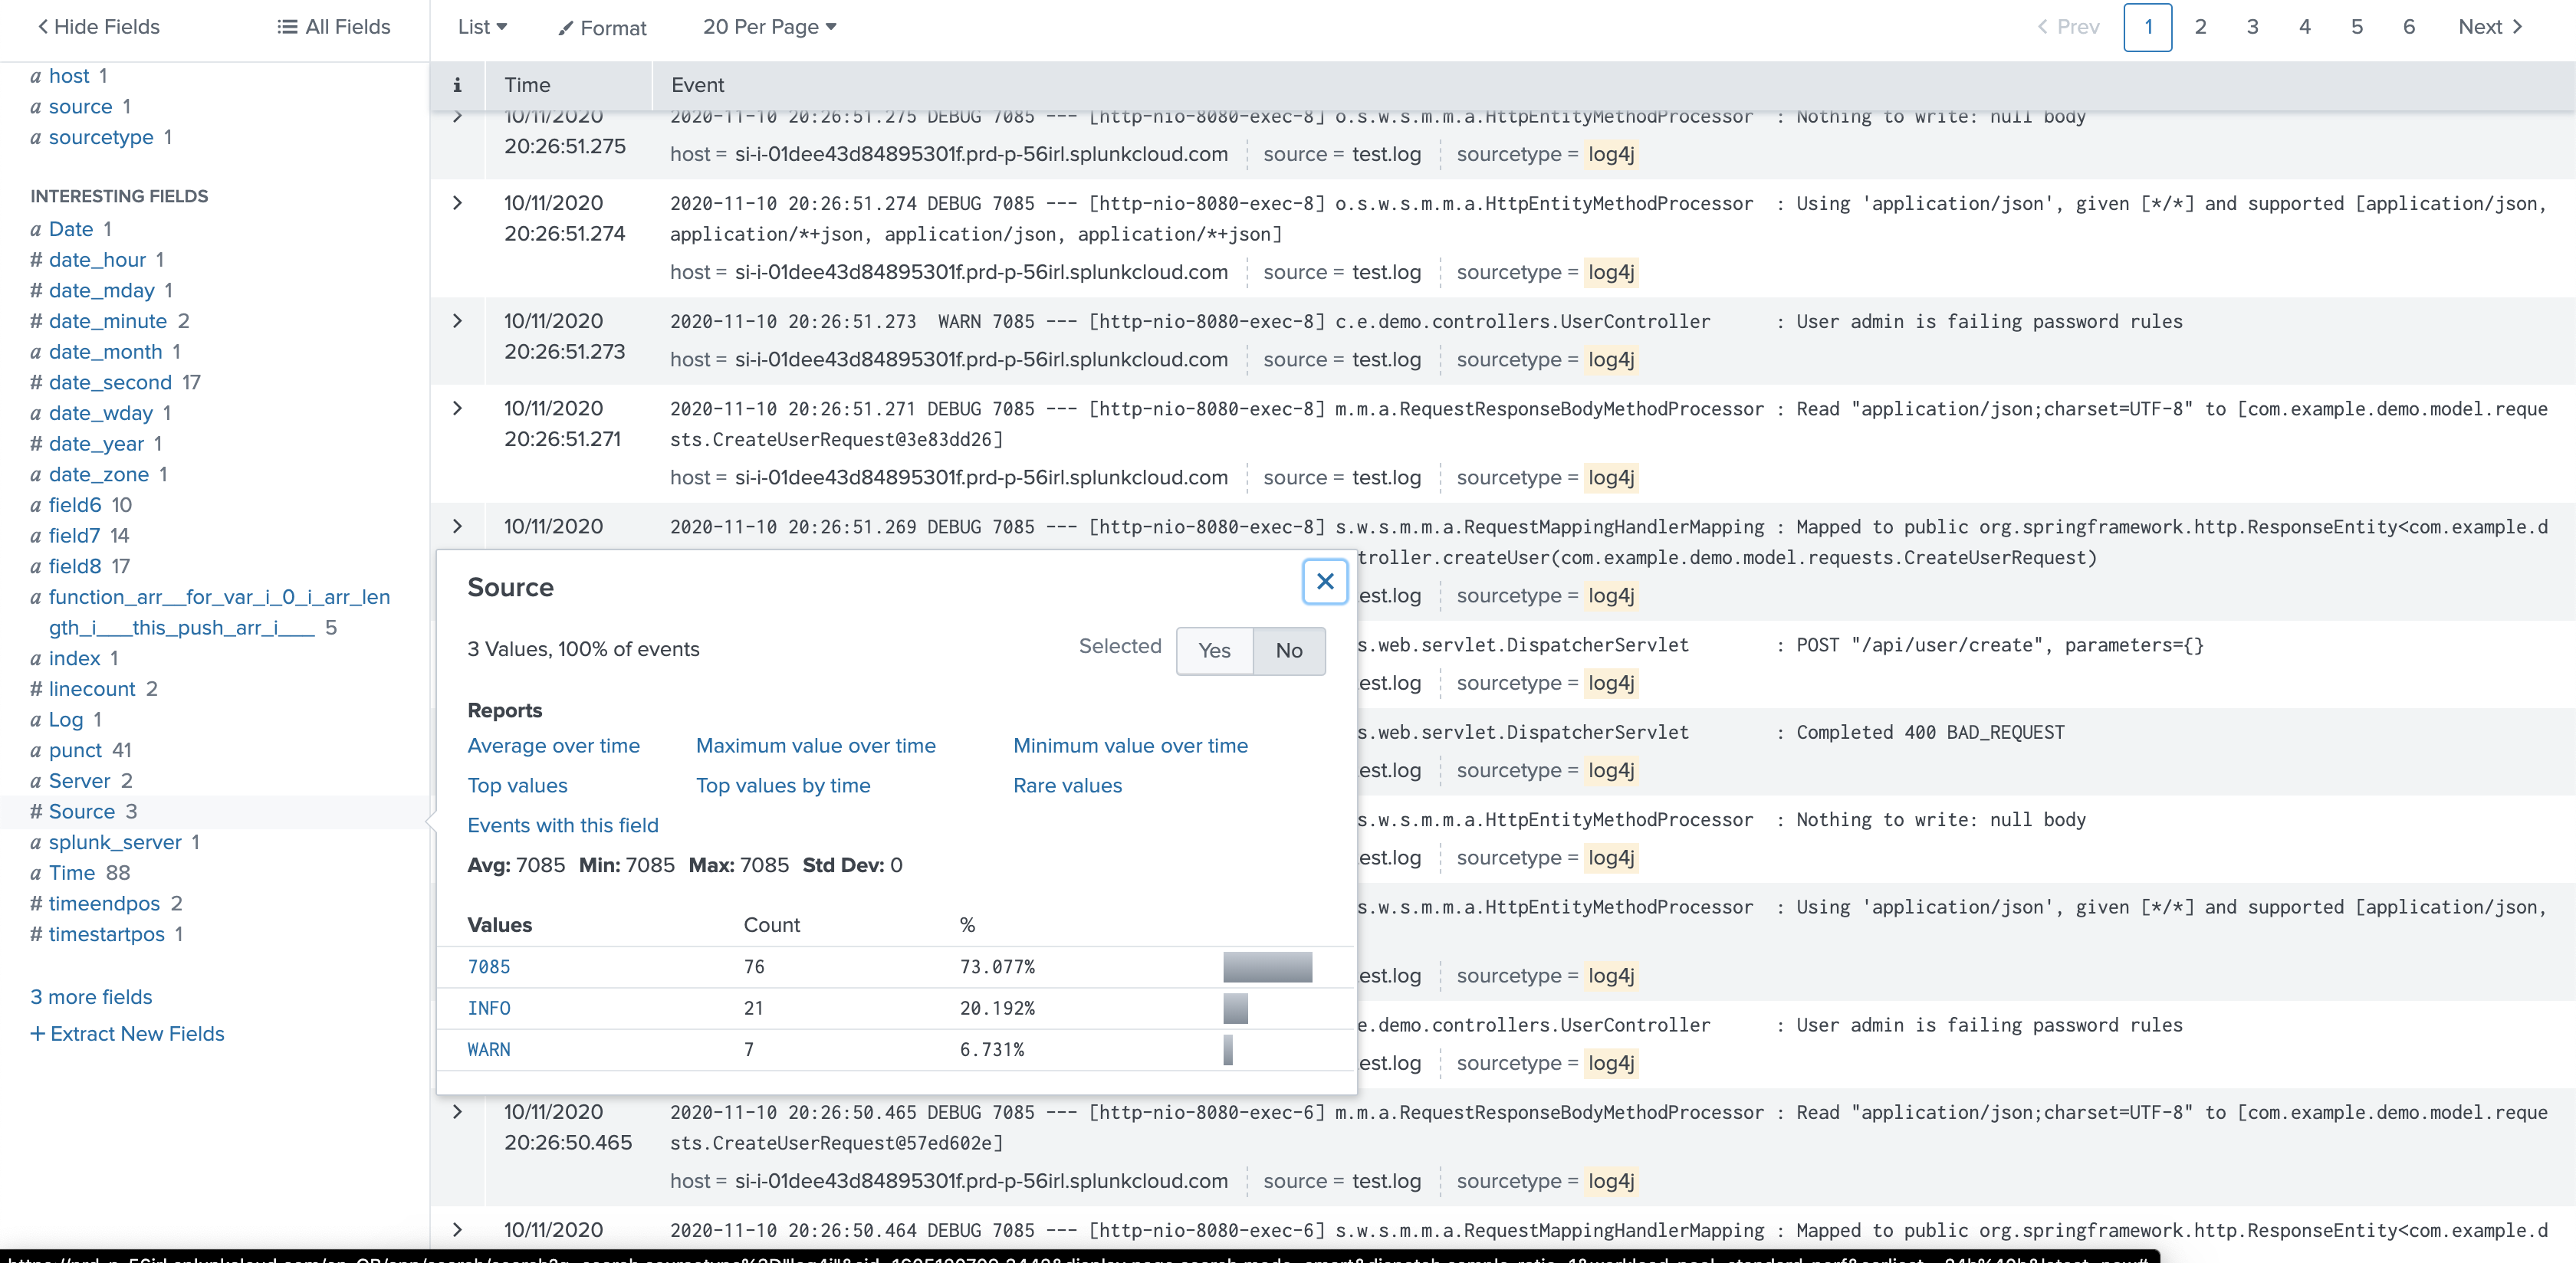 Hide Fields
All Fields
List
Format
20 Per Page
Prev
1
2
3
4
5
6
Next
a host 1
a source 1
a sourcetype 1
INTERESTING FIELDS
a Date 1
# date_hour 1
# date_mday 1
# date_minute 2
a date_month 1
# date_second 17
a date_wday 1
# date_year 1
a date_zone 1
a field6 10
a field7 14
a field8 17
a function_arr__for_var_i_0_i_arr_len
gth_i___this_push_arr_i___ 5
a index 1
# linecount 2
a Log 1
a punct 41
a Server 2
# Source 3
a splunk_server 1
a Time 88
# timeendpos 2
# timestartpos 1
3 more fields
+ Extract New Fields
i Time Event
10/11/2020 2020-11-10 20:26:51.275 DEBUG 7085 --- [http-nio-8080-exec-8] o.s.w.s.m.m.a.HttpEntityMethodProcessor : Nothing to write: null body
20:26:51.275
host = si-i-01dee43d84895301f.prd-p-56irl.splunkcloud.com source = test.log sourcetype = log4j
10/11/2020 2020-11-10 20:26:51.274 DEBUG 7085 --- [http-nio-8080-exec-8] o.s.w.s.m.m.a.HttpEntityMethodProcessor : Using 'application/json', given [*/*] and supported [application/json,
20:26:51.274 application/*+json, application/json, application/*+json]
host = si-i-01dee43d84895301f.prd-p-56irl.splunkcloud.com source = test.log sourcetype = log4j
10/11/2020 2020-11-10 20:26:51.273 WARN 7085 --- [http-nio-8080-exec-8] c.e.demo.controllers.UserController : User admin is failing password rules
20:26:51.273 host = si-i-01dee43d84895301f.prd-p-56irl.splunkcloud.com source = test.log sourcetype = log4j
10/11/2020 2020-11-10 20:26:51.271 DEBUG 7085 --- [http-nio-8080-exec-8] m.m.a.RequestResponseBodyMethodProcessor : Read "application/json;charset=UTF-8" to [com.example.demo.model.reque
20:26:51.271 sts.CreateUserRequest@3e83dd26]
host = si-i-01dee43d84895301f.prd-p-56irl.splunkcloud.com source = test.log sourcetype = log4j
10/11/2020 2020-11-10 20:26:51.269 DEBUG 7085 --- [http-nio-8080-exec-8] s.w.s.m.m.a.RequestMappingHandlerMapping : Mapped to public org.springframework.http.ResponseEntity<com.example.d
troller.createUser(com.example.demo.model.requests.CreateUserRequest)
est.log sourcetype = log4j
s.web.servlet.DispatcherServlet : POST "/api/user/create", parameters={}
est.log sourcetype = log4j
s.web.servlet.DispatcherServlet : Completed 400 BAD_REQUEST
est.log sourcetype = log4j
s.w.s.m.m.a.HttpEntityMethodProcessor : Nothing to write: null body
est.log sourcetype = log4j
s.w.s.m.m.a.HttpEntityMethodProcessor : Using 'application/json', given [*/*] and supported [application/json,
est.log sourcetype = log4j
e.demo.controllers.UserController : User admin is failing password rules
est.log sourcetype = log4j
Source
3 Values, 100% of events
Selected Yes No
Reports
Average over time Maximum value over time Minimum value over time
Top values Top values by time Rare values
Events with this field
Avg: 7085 Min: 7085 Max: 7085 Std Dev: 0
Values Count %
7085 76 73.077%
INFO 21 20.192%
WARN 7 6.731%
10/11/2020 2020-11-10 20:26:50.465 DEBUG 7085 --- [http-nio-8080-exec-6] m.m.a.RequestResponseBodyMethodProcessor : Read "application/json;charset=UTF-8" to [com.example.demo.model.reque
20:26:50.465 sts.CreateUserRequest@57ed602e]
host = si-i-01dee43d84895301f.prd-p-56irl.splunkcloud.com source = test.log sourcetype = log4j
10/11/2020 2020-11-10 20:26:50.464 DEBUG 7085 --- [http-nio-8080-exec-6] s.w.s.m.m.a.RequestMappingHandlerMapping : Mapped to public org.springframework.http.ResponseEntity<com.example.d